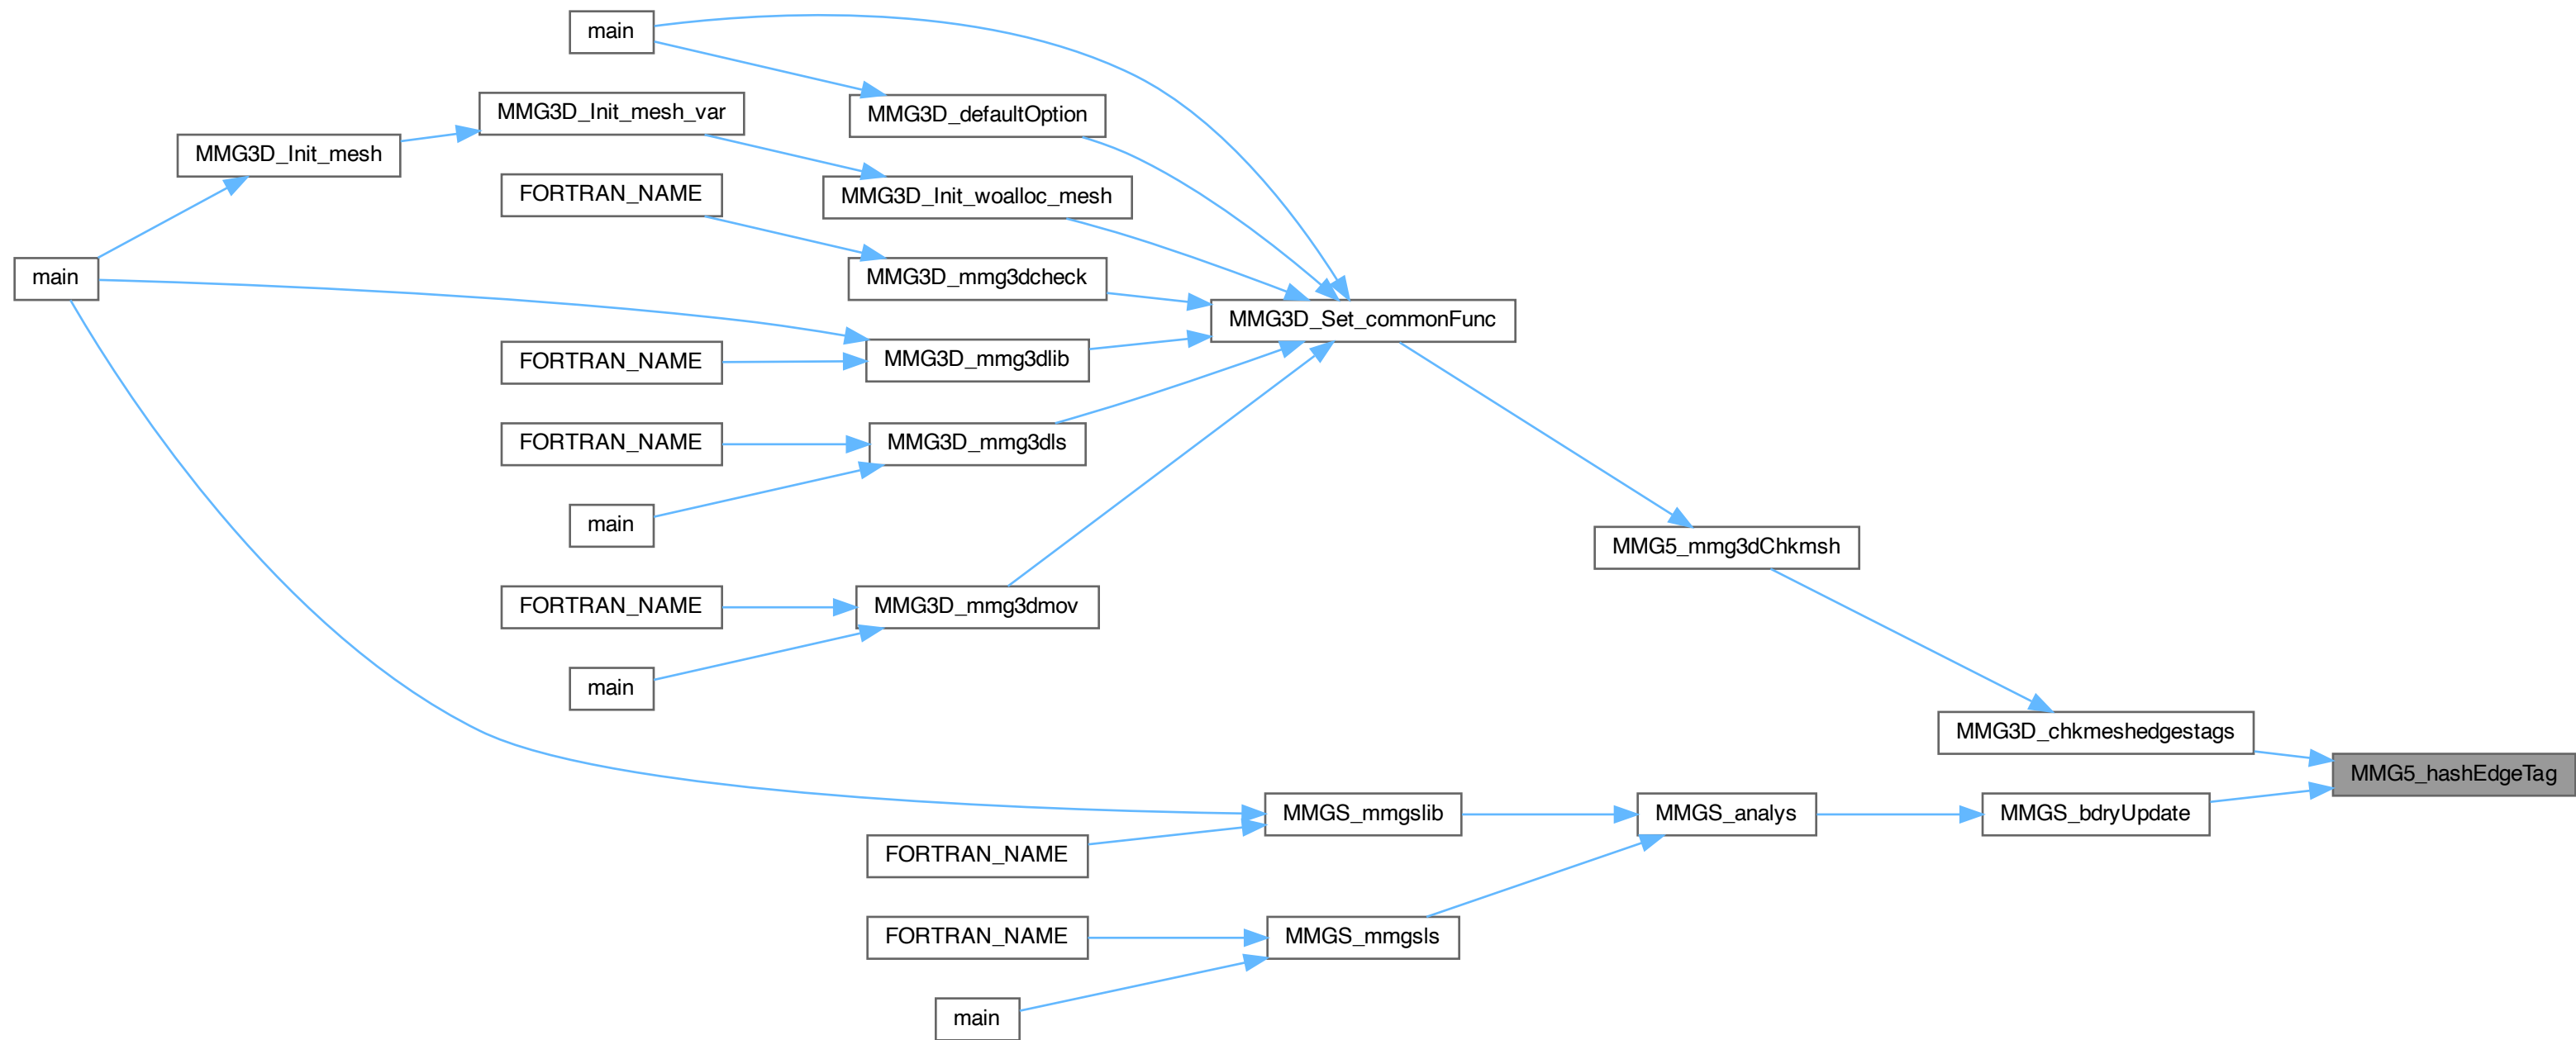 main
MMG3D_Init_mesh_var
MMG3D_defaultOption
MMG3D_Init_mesh
FORTRAN_NAME
MMG3D_Init_woalloc_mesh
main
MMG3D_mmg3dcheck
MMG3D_Set_commonFunc
FORTRAN_NAME
MMG3D_mmg3dlib
FORTRAN_NAME
MMG3D_mmg3dls
main
MMG5_mmg3dChkmsh
FORTRAN_NAME
MMG3D_mmg3dmov
main
MMG3D_chkmeshedgestags
MMG5_hashEdgeTag
MMGS_mmgslib
MMGS_analys
MMGS_bdryUpdate
FORTRAN_NAME
FORTRAN_NAME
MMGS_mmgsls
main